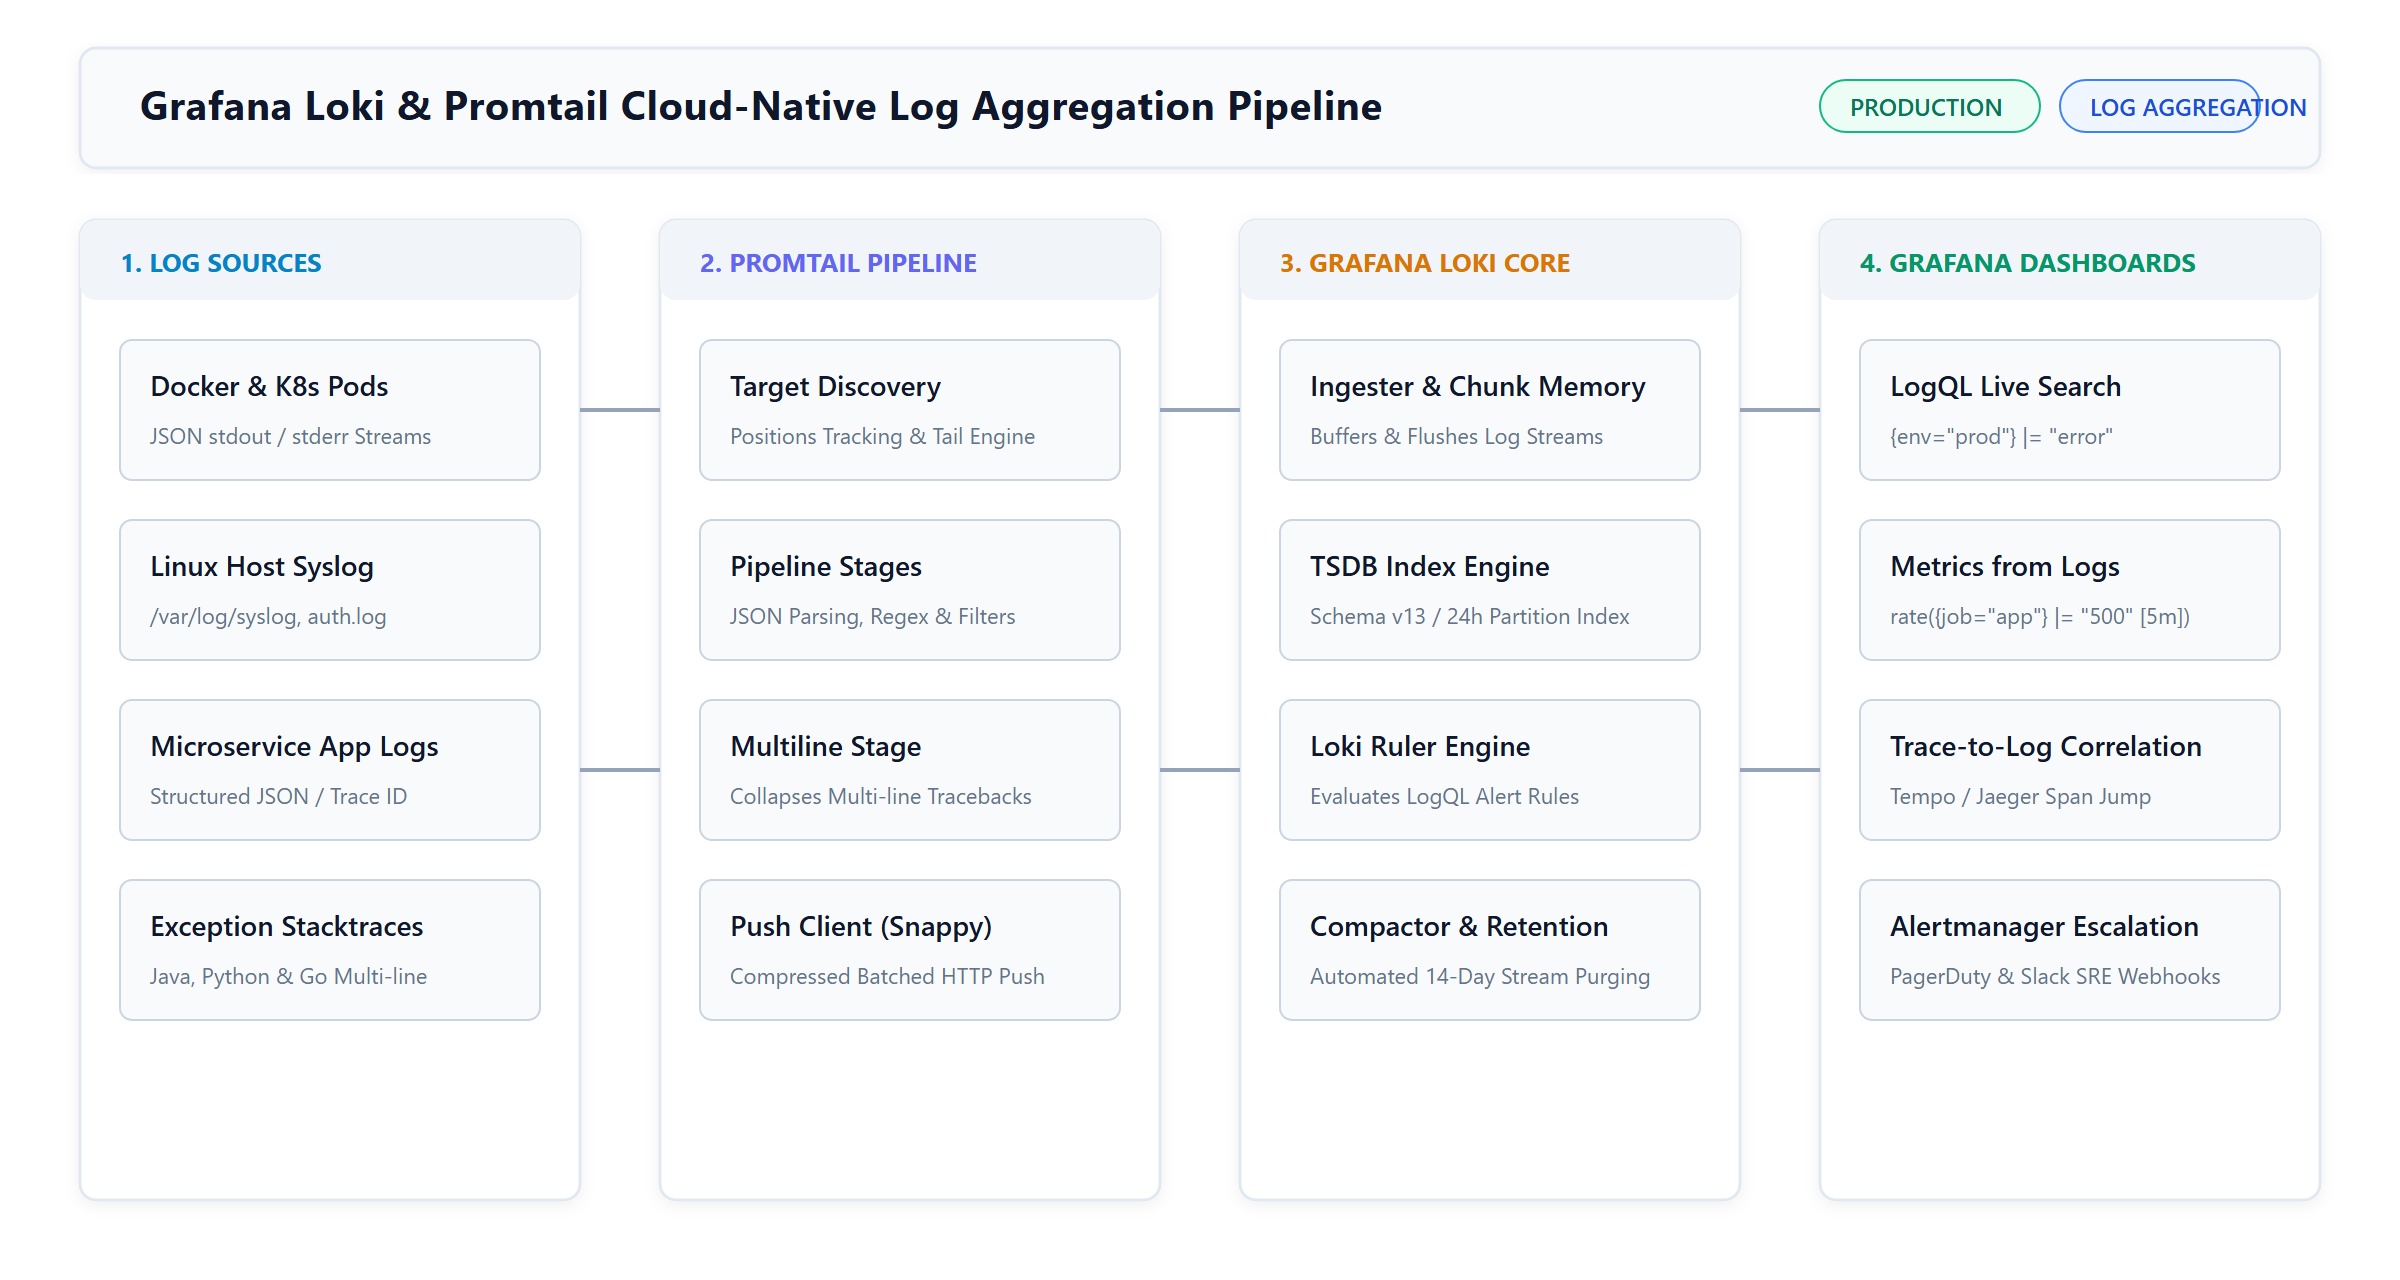 Grafana Loki & Promtail Cloud-Native Log Aggregation Pipeline
PRODUCTION
LOG AGGREGATION
1. LOG SOURCES
Docker & K8s Pods
JSON stdout / stderr Streams
Linux Host Syslog
/var/log/syslog, auth.log
Microservice App Logs
Structured JSON / Trace ID
Exception Stacktraces
Java, Python & Go Multi-line
2. PROMTAIL PIPELINE
Target Discovery
Positions Tracking & Tail Engine
Pipeline Stages
JSON Parsing, Regex & Filters
Multiline Stage
Collapses Multi-line Tracebacks
Push Client (Snappy)
Compressed Batched HTTP Push
3. GRAFANA LOKI CORE
Ingester & Chunk Memory
Buffers & Flushes Log Streams
TSDB Index Engine
Schema v13 / 24h Partition Index
Loki Ruler Engine
Evaluates LogQL Alert Rules
Compactor & Retention
Automated 14-Day Stream Purging
4. GRAFANA DASHBOARDS
LogQL Live Search
{env="prod"} |= "error"
Metrics from Logs
rate({job="app"} |= "500" [5m])
Trace-to-Log Correlation
Tempo / Jaeger Span Jump
Alertmanager Escalation
PagerDuty & Slack SRE Webhooks